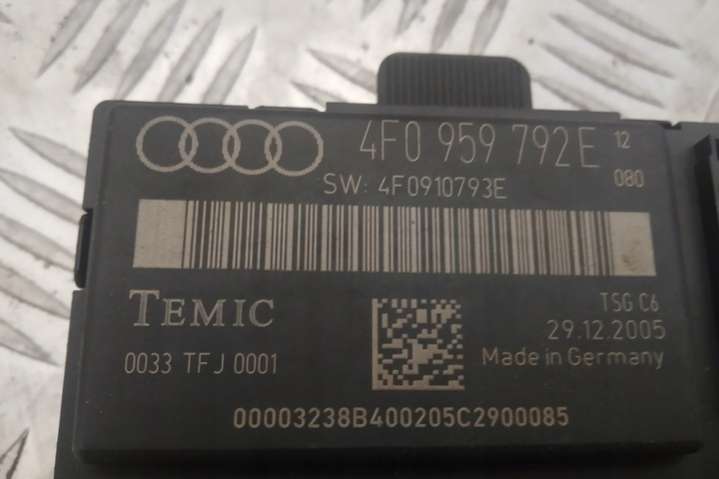 4F0 959 792E 12
SW: 4F0910793E 080
TEMIC TSG C6
29.12.2005
0033 TFJ 0001 Made in Germany
00003238B400205C2900085